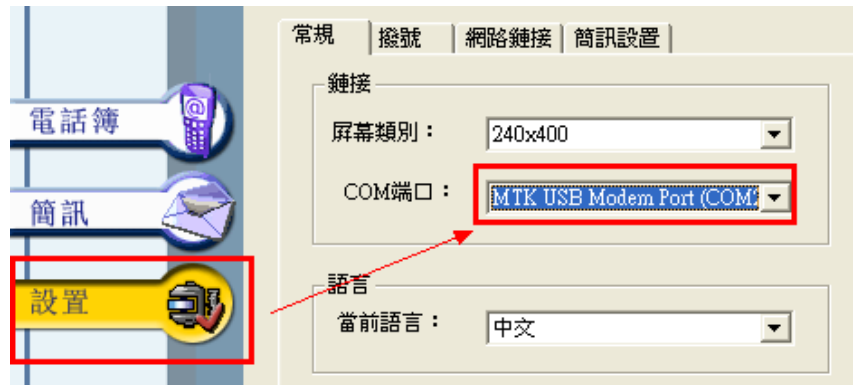 常規 撥號 網路鏈接 簡訊設置
鏈接
電話簿
屏幕類別： 240x400
COM端口： MTK USB Modem Port (COM
簡訊
設置
語言
當前語言： 中文